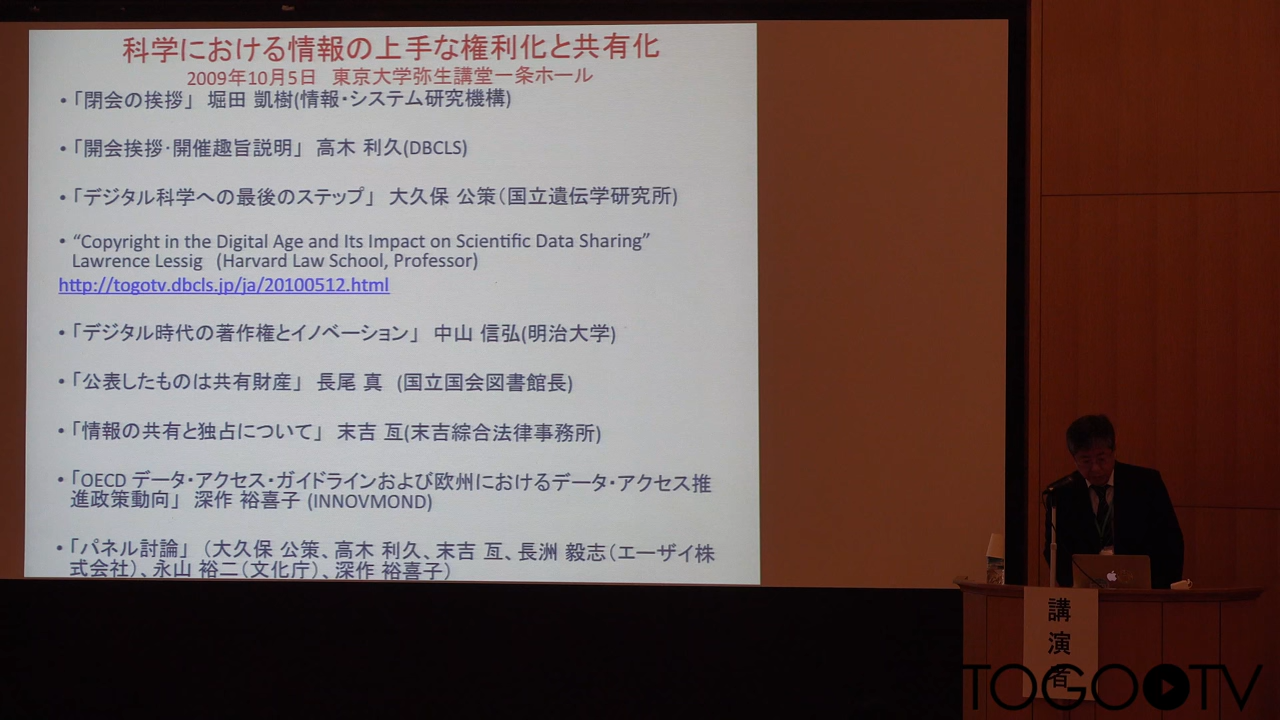 科学における情報の上手な権利化と共有化
2009年10月5日 東京大学弥生講堂一条ホール
•「閉会の挨拶」 堀田 凱樹(情報・システム研究機構)
•「開会挨拶・開催趣旨説明」 高木 利久(DBCLS)
•「デジタル科学への最後のステップ」 大久保 公策(国立遺伝学研究所)
• “Copyright in the Digital Age and Its Impact on Scientific Data Sharing”
Lawrence Lessig (Harvard Law School, Professor)
http://togotv.dbcls.jp/ja/20100512.html
•「デジタル時代の著作権とイノベーション」 中山 信弘(明治大学)
•「公表したものは共有財産」 長尾 真 (国立国会図書館長)
•「情報の共有と独占について」 末吉 亙(末吉綜合法律事務所)
•「OECD データ・アクセス・ガイドラインおよび欧州におけるデータ・アクセス推
進政策動向」 深作 裕喜子 (INNOVMOND)
•「パネル討論」 (大久保 公策、高木 利久、末吉 亙、長洲 毅志(エーザイ株
式会社)、永山 裕二(文化庁)、深作 裕喜子)
講演者
TOGOTV